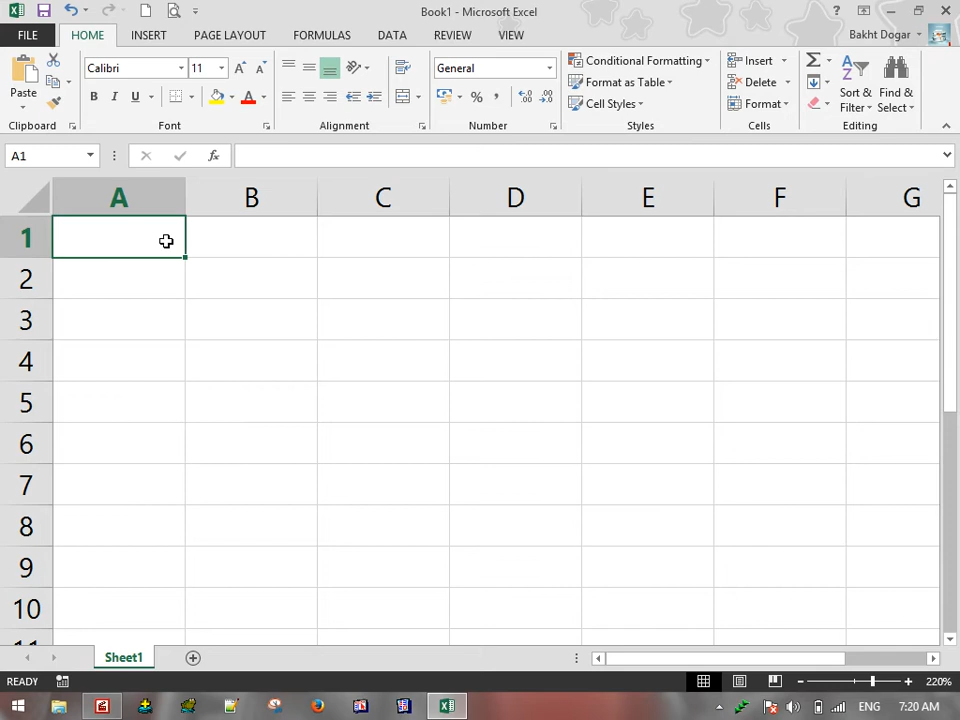 Book1 - Microsoft Excel
?
FILE
HOME
INSERT
PAGE LAYOUT
FORMULAS
DATA
REVIEW
VIEW
Bakht Dogar
Paste
Calibri
11
General
Conditional Formatting
Format as Table
Cell Styles
Insert
Delete
Format
Sort &
Filter
Find &
Select
B I U
A
%
Clipboard
Font
Alignment
Number
Styles
Cells
Editing
A1
fx
A B C D E F G
1
2
3
4
5
6
7
8
9
10
11
Sheet1
READY
220%
ENG
7:20 AM